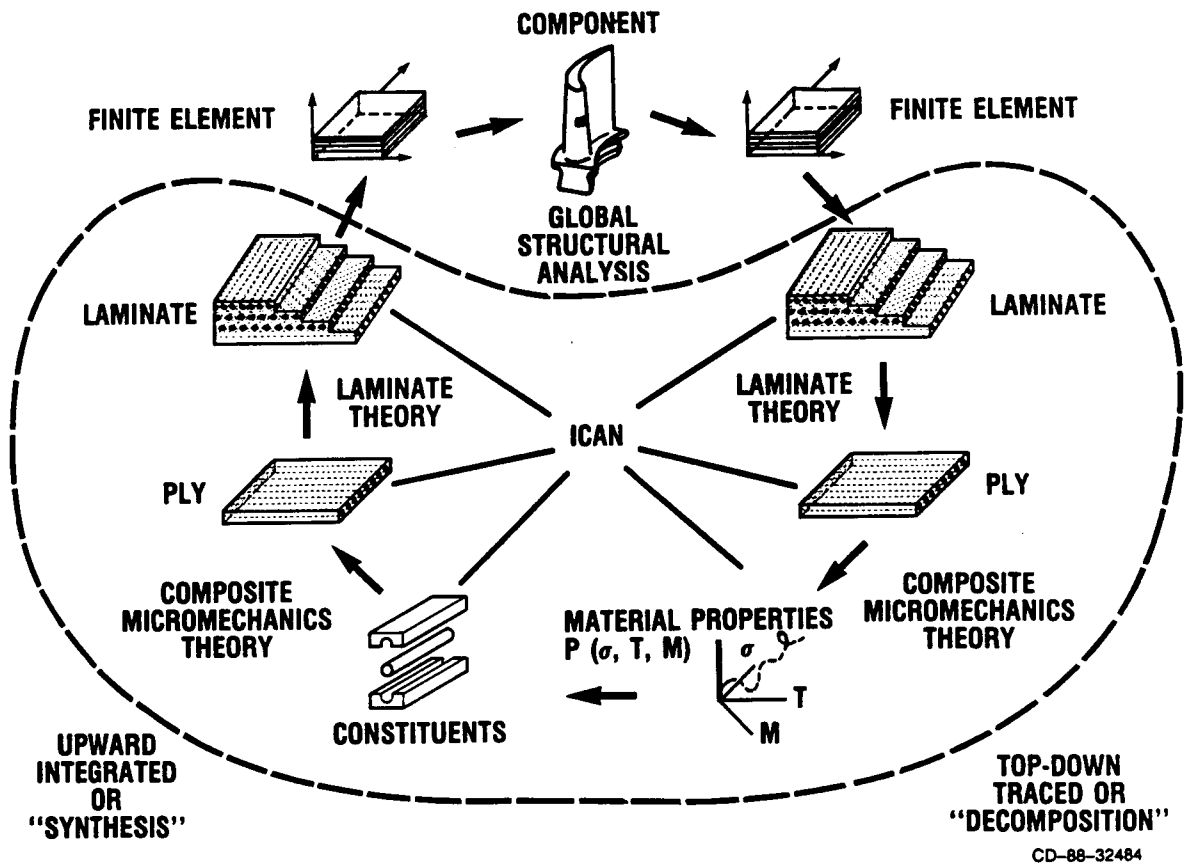 COMPONENT
FINITE ELEMENT
FINITE ELEMENT
GLOBAL
STRUCTURAL
ANALYSIS
LAMINATE
LAMINATE
LAMINATE
THEORY
LAMINATE
THEORY
ICAN
PLY
PLY
COMPOSITE
MICROMECHANICS
THEORY
COMPOSITE
MICROMECHANICS
THEORY
MATERIAL PROPERTIES
P (σ, T, M)
σ
T
M
CONSTITUENTS
UPWARD
INTEGRATED
OR
"SYNTHESIS"
TOP-DOWN
TRACED OR
"DECOMPOSITION"
CD-88-32484